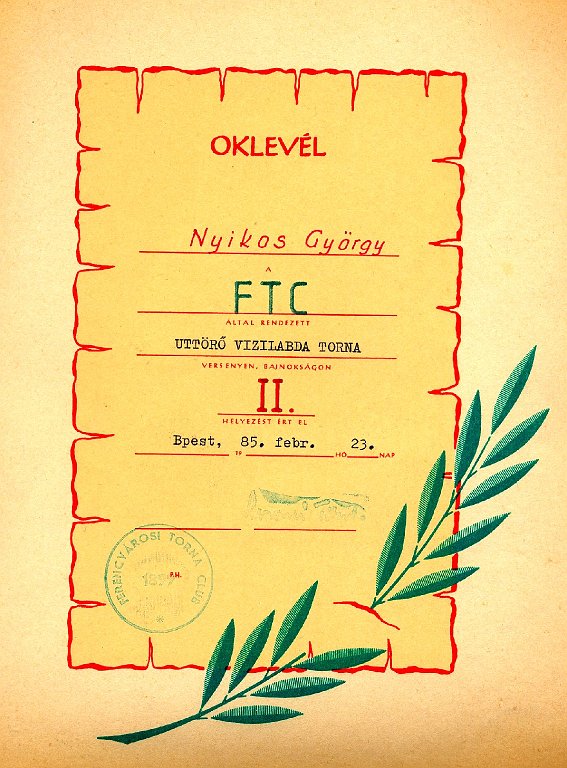 OKLEVÉL
Nyikos György
A
FTC
ÁLTAL RENDEZETT
UTTÖRŐ VIZILABDA TORNA
VERSENYEN, BAJNOKSÁGON
II.
HELYEZÉST ÉRT EL
Bpest, 85. febr. 23.
19 HÓ NAP
FERENCVÁROSI TORNA CLUB
P.H.